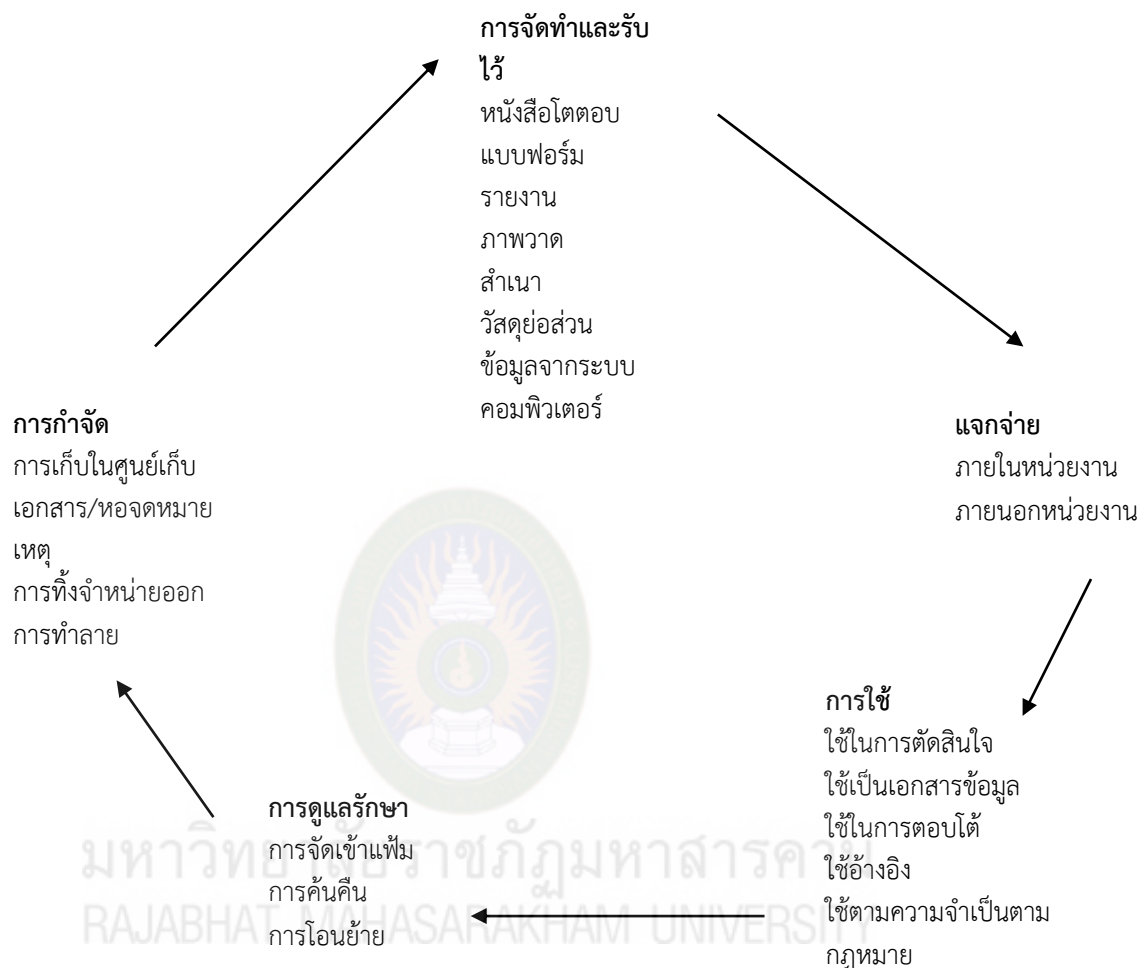 การจัดทำและรับ
ไว้
หนังสือโตตอบ
แบบฟอร์ม
รายงาน
ภาพวาด
สำเนา
วัสดุย่อส่วน
ข้อมูลจากระบบ
คอมพิวเตอร์
แจกจ่าย
ภายในหน่วยงาน
ภายนอกหน่วยงาน
การใช้
ใช้ในการตัดสินใจ
ใช้เป็นเอกสารข้อมูล
ใช้ในการตอบโต้
ใช้อ้างอิง
ใช้ตามความจำเป็นตาม
กฎหมาย
การดูแลรักษา
การจัดเข้าแฟ้ม
การค้นคืน
การโอนย้าย
การกำจัด
การเก็บในศูนย์เก็บ
เอกสาร/หอจดหมาย
เหตุ
การทิ้งจำหน่ายออก
การทำลาย
มหาวิทยาลัยราชภัฏมหาสารคาม
RAJABHAT MAHASARAKHAM UNIVERSITY